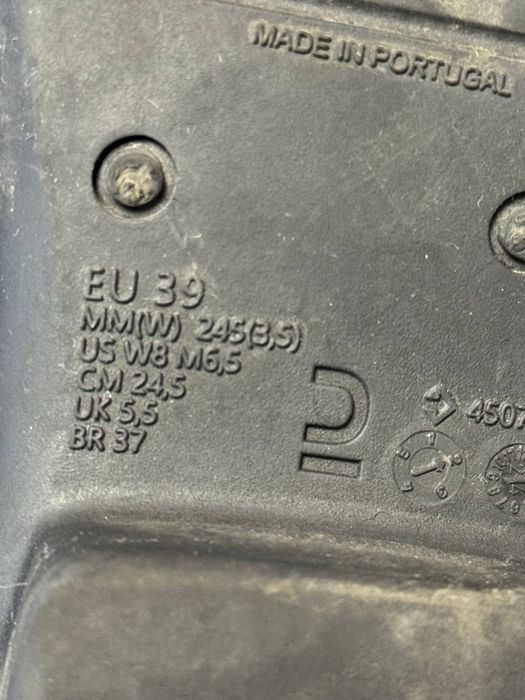 MADE IN PORTUGAL
EU 39
MM(W) 245(3,5)
US W8 M6,5
CM 24,5
UK 5,5
BR 37
4507